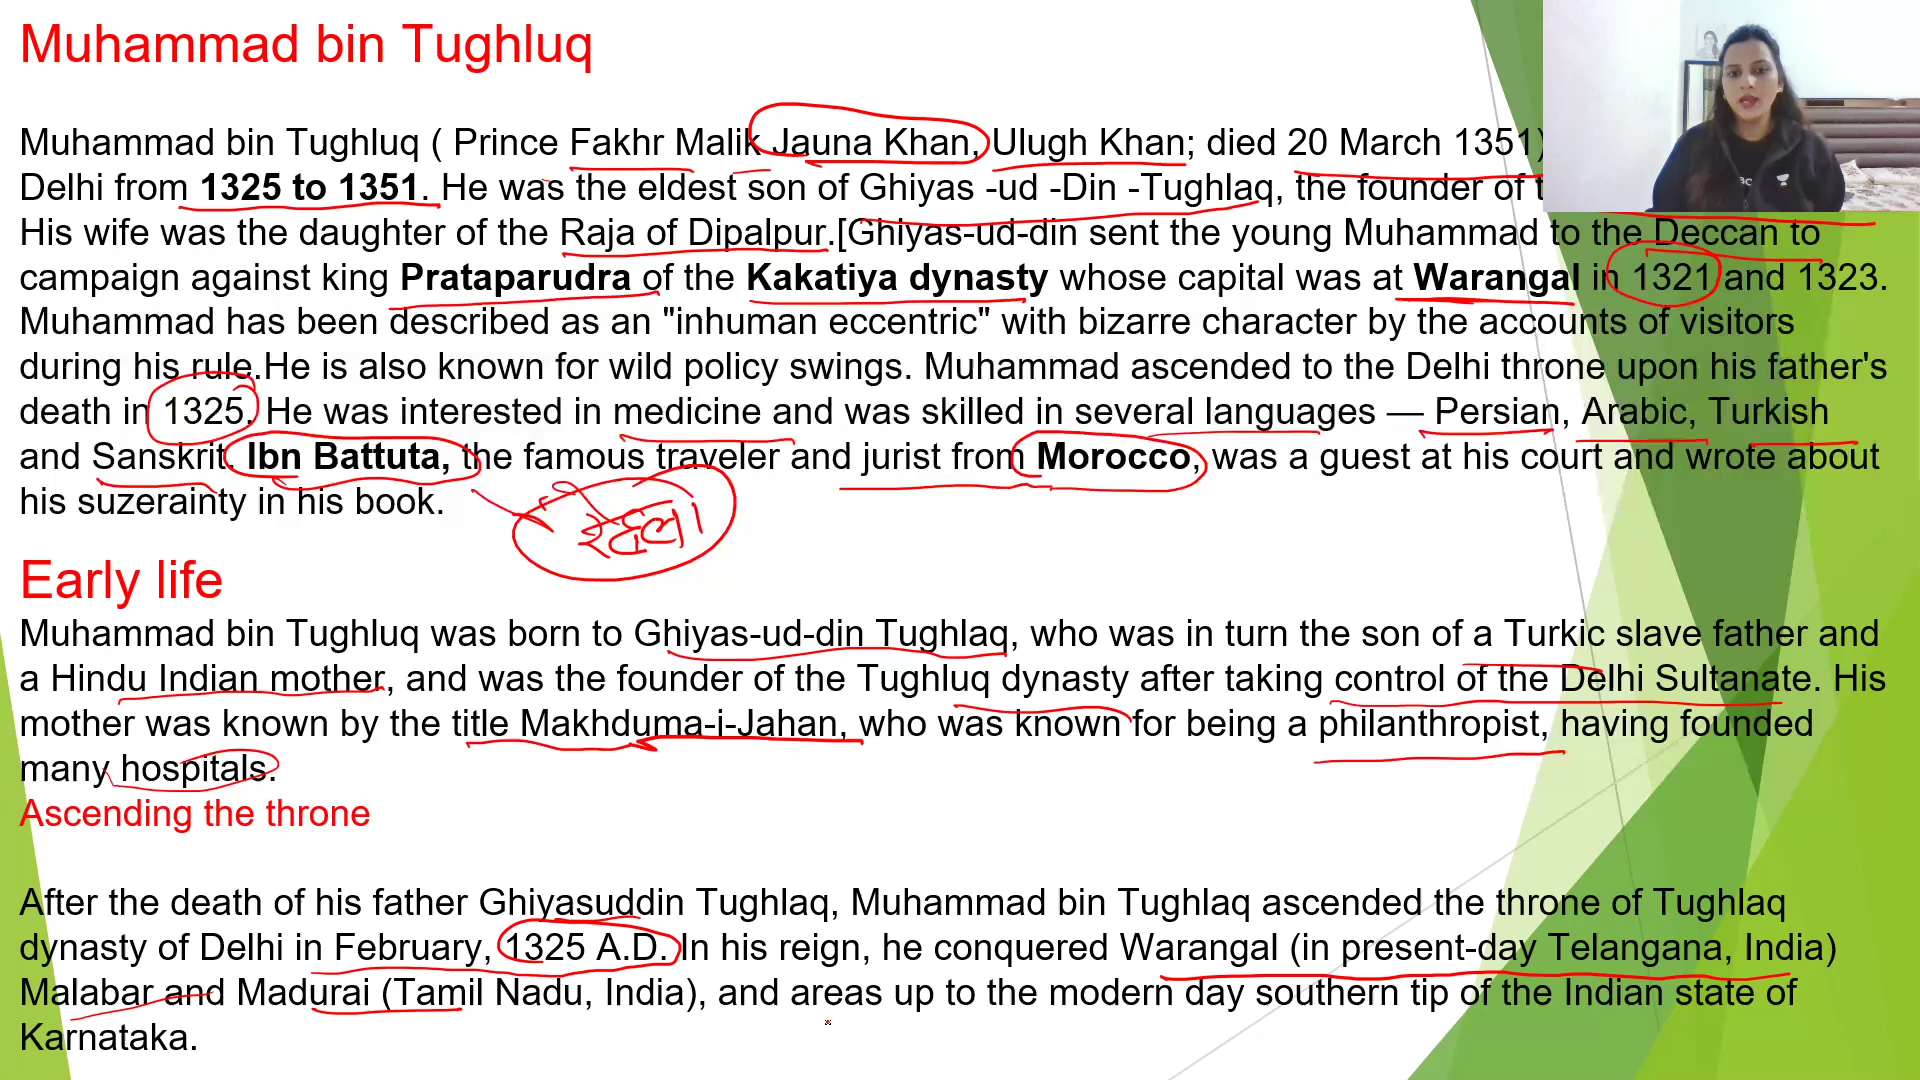 Muhammad bin Tughluq
Muhammad bin Tughluq ( Prince Fakhr Malik Jauna Khan, Ulugh Khan; died 20 March 1351)
Delhi from 1325 to 1351. He was the eldest son of Ghiyas -ud -Din -Tughlaq, the founder of
His wife was the daughter of the Raja of Dipalpur.[Ghiyas-ud-din sent the young Muhammad to the Deccan to
campaign against king Prataparudra of the Kakatiya dynasty whose capital was at Warangal in 1321 and 1323.
Muhammad has been described as an "inhuman eccentric" with bizarre character by the accounts of visitors
during his rule.He is also known for wild policy swings. Muhammad ascended to the Delhi throne upon his father's
death in 1325. He was interested in medicine and was skilled in several languages — Persian, Arabic, Turkish
and Sanskrit. Ibn Battuta, the famous traveler and jurist from Morocco, was a guest at his court and wrote about
his suzerainty in his book.
Early life
Muhammad bin Tughluq was born to Ghiyas-ud-din Tughlaq, who was in turn the son of a Turkic slave father and
a Hindu Indian mother, and was the founder of the Tughluq dynasty after taking control of the Delhi Sultanate. His
mother was known by the title Makhduma-i-Jahan, who was known for being a philanthropist, having founded
many hospitals.
Ascending the throne
After the death of his father Ghiyasuddin Tughlaq, Muhammad bin Tughlaq ascended the throne of Tughlaq
dynasty of Delhi in February, 1325 A.D. In his reign, he conquered Warangal (in present-day Telangana, India)
Malabar and Madurai (Tamil Nadu, India), and areas up to the modern day southern tip of the Indian state of
Karnataka.